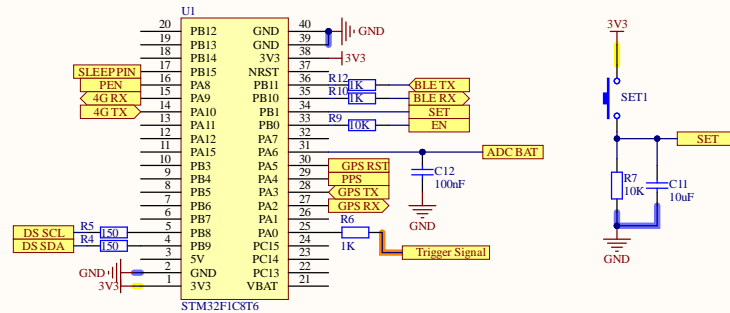 U1
20 PB12 GND 40 GND
19 PB13 GND 39
18 PB14 3V3 38 3V3
SLEEP PIN 17 PB15 NRST 37
PEN 16 PA8 PB11 36 R12 1K BLE TX
4G RX 15 PA9 PB10 35 R10 1K BLE RX
4G TX 14 PA10 PB1 34 SET
13 PA11 PB0 33 R9 10K EN
12 PA12 PA7 32
11 PA15 PA6 31 ADC BAT
10 PB3 PA5 30 GPS RST
9 PB4 PA4 29 PPS
8 PB5 PA3 28 GPS TX
7 PB6 PA2 27 GPS RX
6 PB7 PA1 26
DS SCL R5 150 5 PB8 PA0 25 R6 1K Trigger Signal
DS SDA R4 150 4 PB9 PC15 24
3 5V PC14 23
GND 2 GND PC13 22
3V3 1 3V3 VBAT 21
STM32F1C8T6
C12
100nF
GND
3V3
SET1
SET
R7
10K
C11
10uF
GND